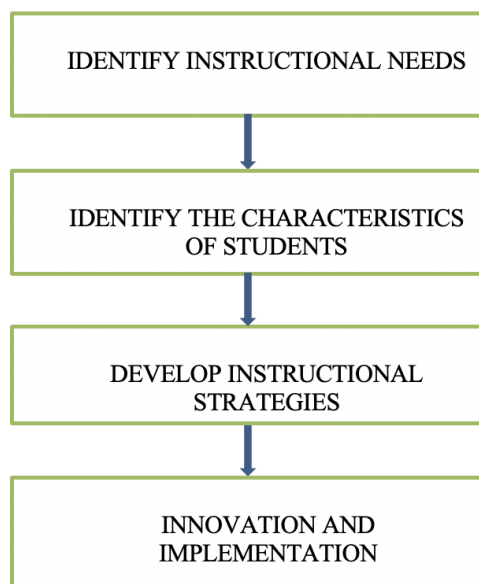 IDENTIFY INSTRUCTIONAL NEEDS
IDENTIFY THE CHARACTERISTICS
OF STUDENTS
DEVELOP INSTRUCTIONAL
STRATEGIES
INNOVATION AND
IMPLEMENTATION